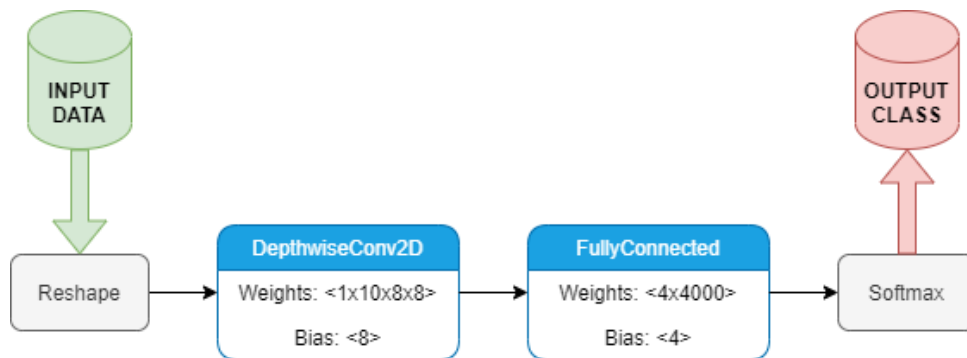 INPUT
DATA
OUTPUT
CLASS
Reshape
DepthwiseConv2D
Weights: <1x10x8x8>
Bias: <8>
FullyConnected
Weights: <4x4000>
Bias: <4>
Softmax